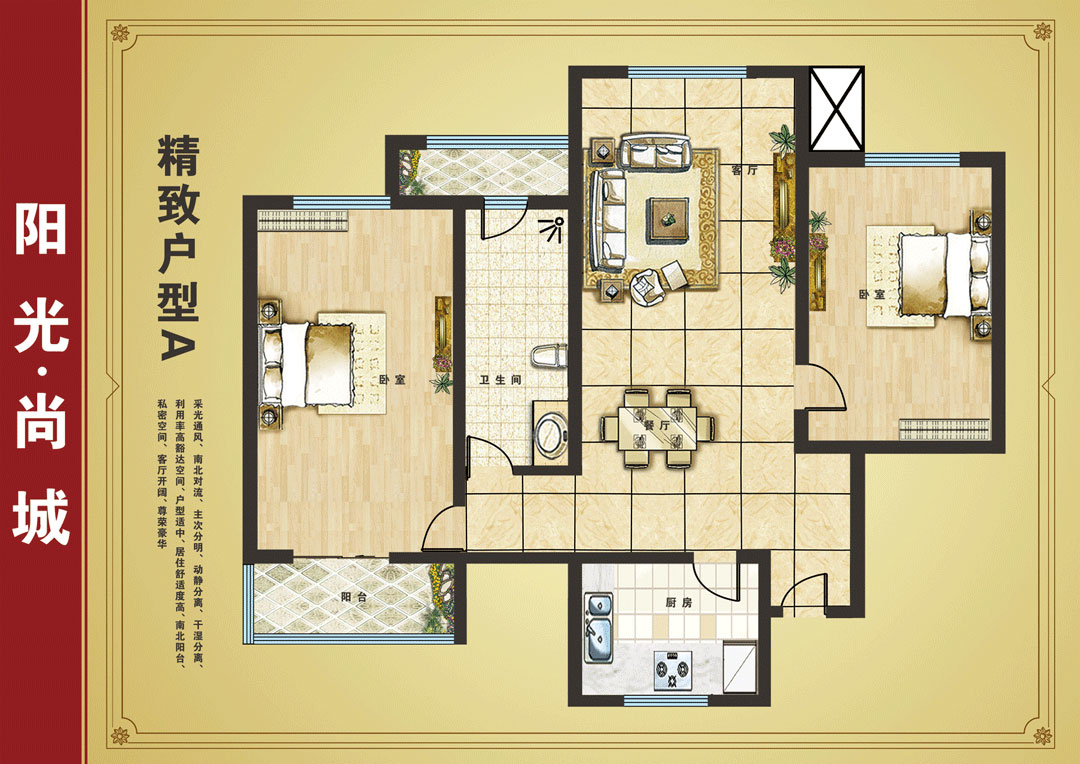 阳光·尚城
精致户型A
采光通风、南北对流、主次分明、动静分离、干湿分离、
利用率高豁达空间、户型适中、居住舒适度高、南北阳台、
私密空间、客厅开阔、尊荣豪华
客厅
卧室
卧室
卫生间
餐厅
阳台
厨房